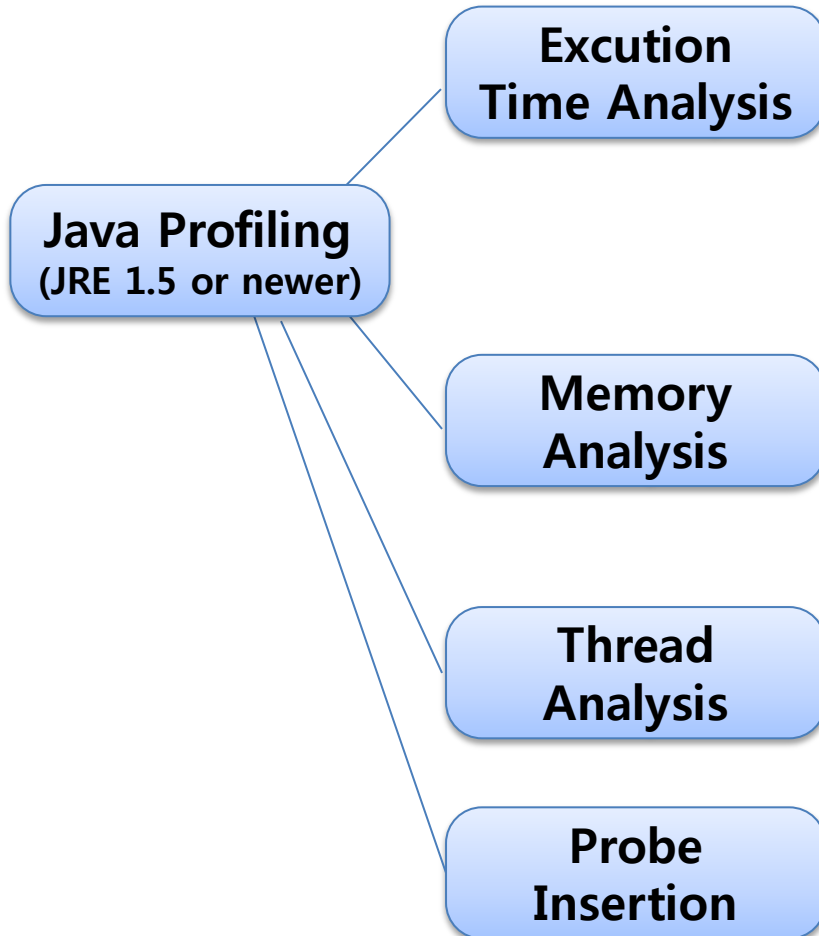 Excution
Time Analysis
Java Profiling
(JRE 1.5 or newer)
Memory
Analysis
Thread
Analysis
Probe
Insertion